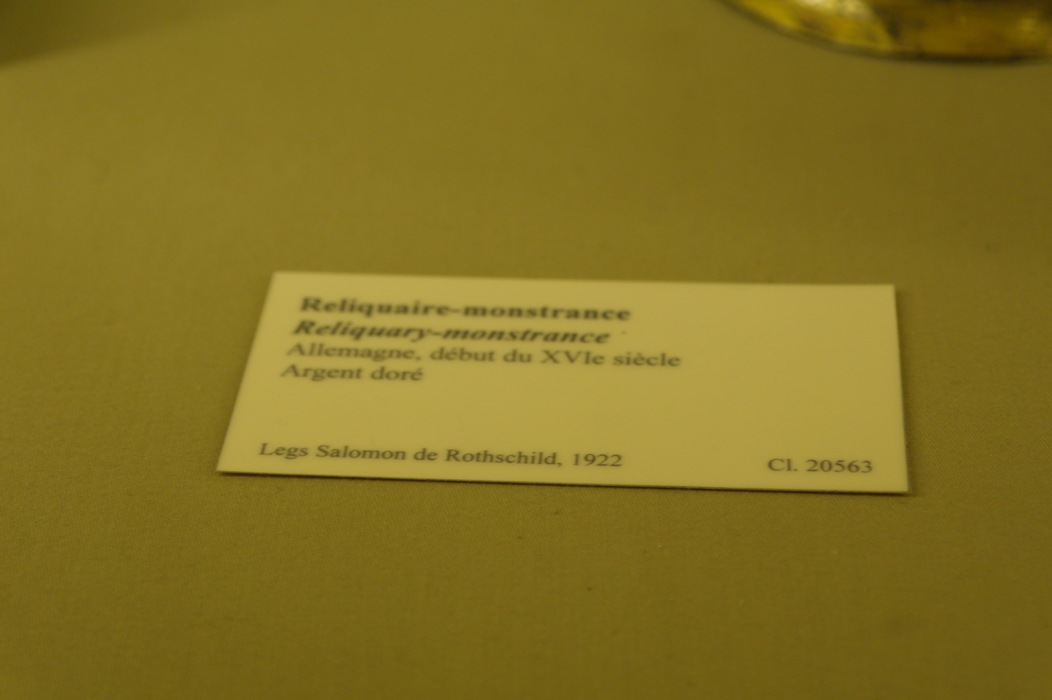 Reliquaire-monstrance
Reliquary-monstrance
Allemagne, début du XVIe siècle
Argent doré
Legs Salomon de Rothschild, 1922
Cl. 20563